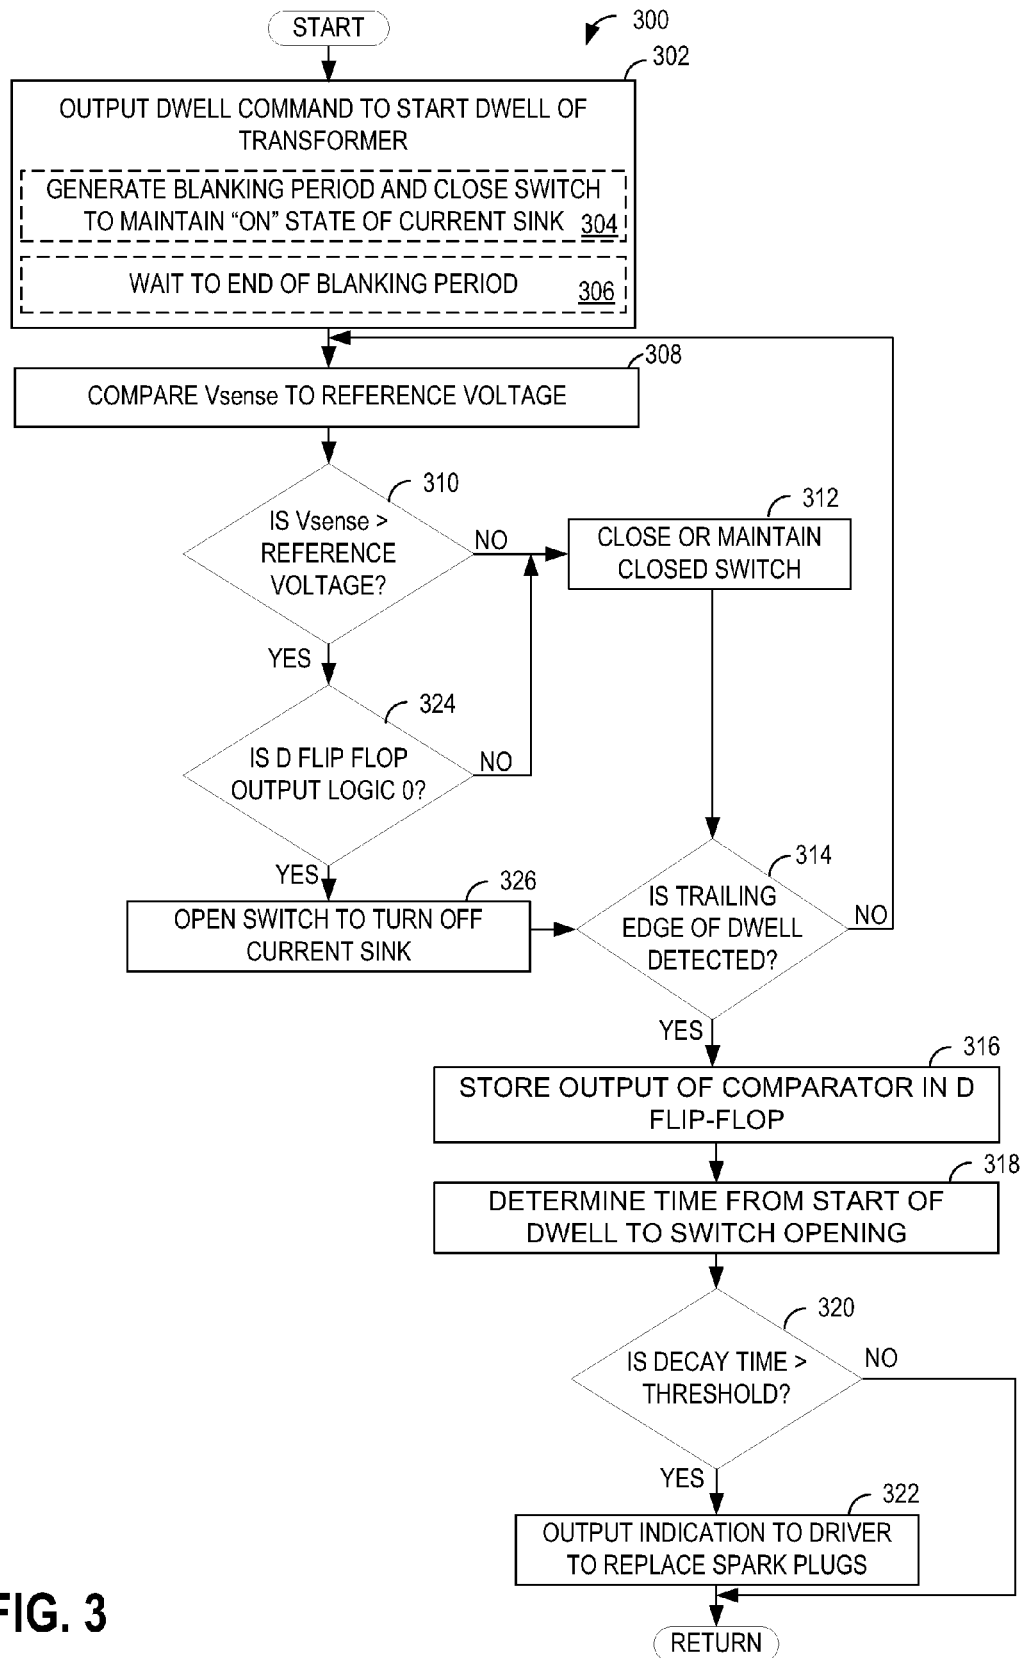 START
300
302
OUTPUT DWELL COMMAND TO START DWELL OF
TRANSFORMER
GENERATE BLANKING PERIOD AND CLOSE SWITCH
TO MAINTAIN “ON” STATE OF CURRENT SINK 304
WAIT TO END OF BLANKING PERIOD 306
308
COMPARE Vsense TO REFERENCE VOLTAGE
310
IS Vsense >
REFERENCE
VOLTAGE?
NO
YES
312
CLOSE OR MAINTAIN
CLOSED SWITCH
324
IS D FLIP FLOP
OUTPUT LOGIC 0?
NO
YES
326
OPEN SWITCH TO TURN OFF
CURRENT SINK
314
IS TRAILING
EDGE OF DWELL
DETECTED?
NO
YES
316
STORE OUTPUT OF COMPARATOR IN D
FLIP-FLOP
318
DETERMINE TIME FROM START OF
DWELL TO SWITCH OPENING
320
IS DECAY TIME >
THRESHOLD?
NO
YES
322
OUTPUT INDICATION TO DRIVER
TO REPLACE SPARK PLUGS
RETURN
FIG. 3